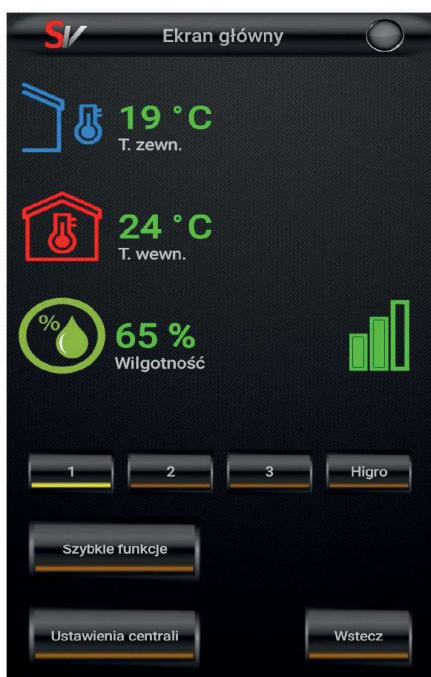 SV
Ekran główny
19 °C
T. zewn.
24 °C
T. wewn.
%
65 %
Wilgotność
1 2 3 Higro
Szybkie funkcje
Ustawienia centrali Wstecz